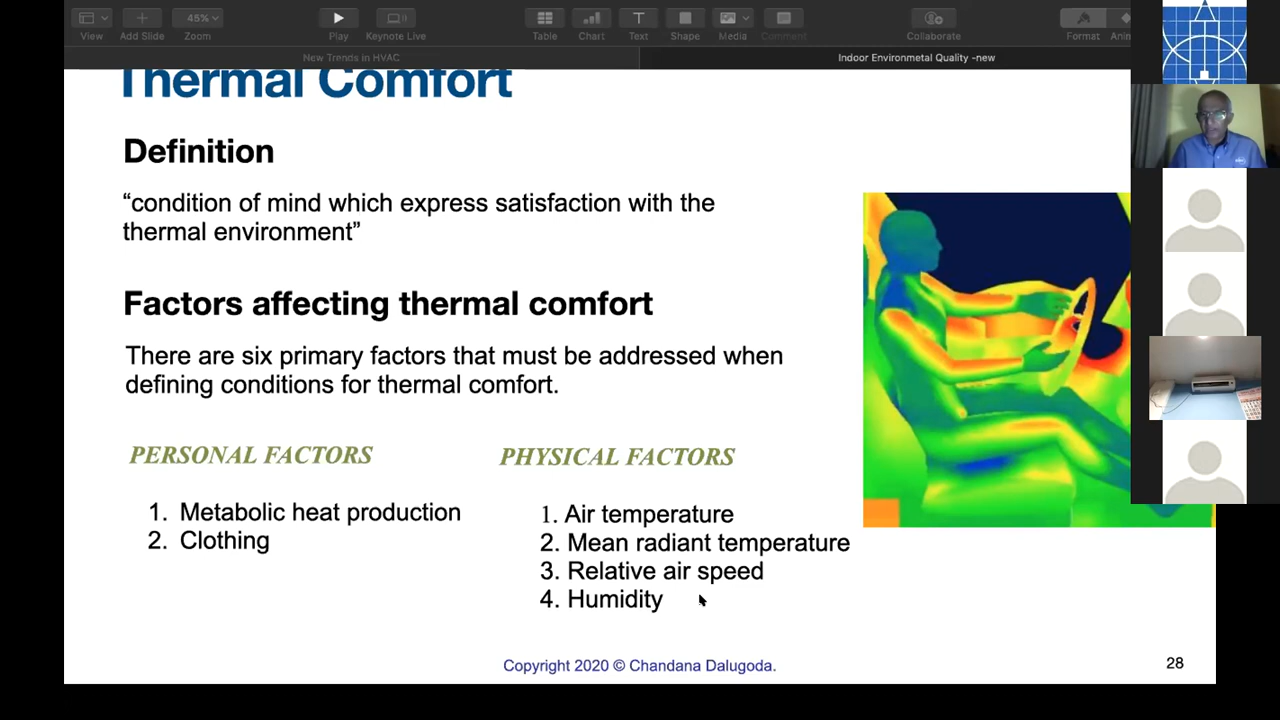 45%
View
Add Slide
Zoom
Play
Keynote Live
Table
Chart
Text
Shape
Media
Comment
Collaborate
Format
New Trends in HVAC
Indoor Environmetal Quality -new
Thermal Comfort
Definition
“condition of mind which express satisfaction with the
thermal environment”
Factors affecting thermal comfort
There are six primary factors that must be addressed when
defining conditions for thermal comfort.
PERSONAL FACTORS
1. Metabolic heat production
2. Clothing
PHYSICAL FACTORS
1. Air temperature
2. Mean radiant temperature
3. Relative air speed
4. Humidity
Copyright 2020 © Chandana Dalugoda.
28